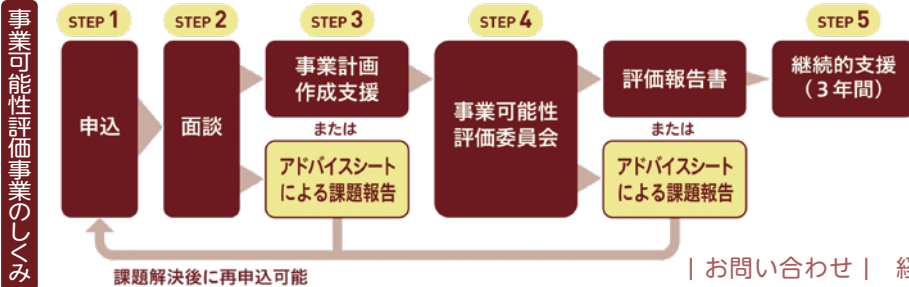 事業可能性評価事業のしくみ
STEP 1
申込
STEP 2
面談
STEP 3
事業計画
作成支援
または
アドバイスシート
による課題報告
STEP 4
事業可能性
評価委員会
評価報告書
または
アドバイスシート
による課題報告
STEP 5
継続的支援
（3年間）
課題解決後に再申込可能
| お問い合わせ |